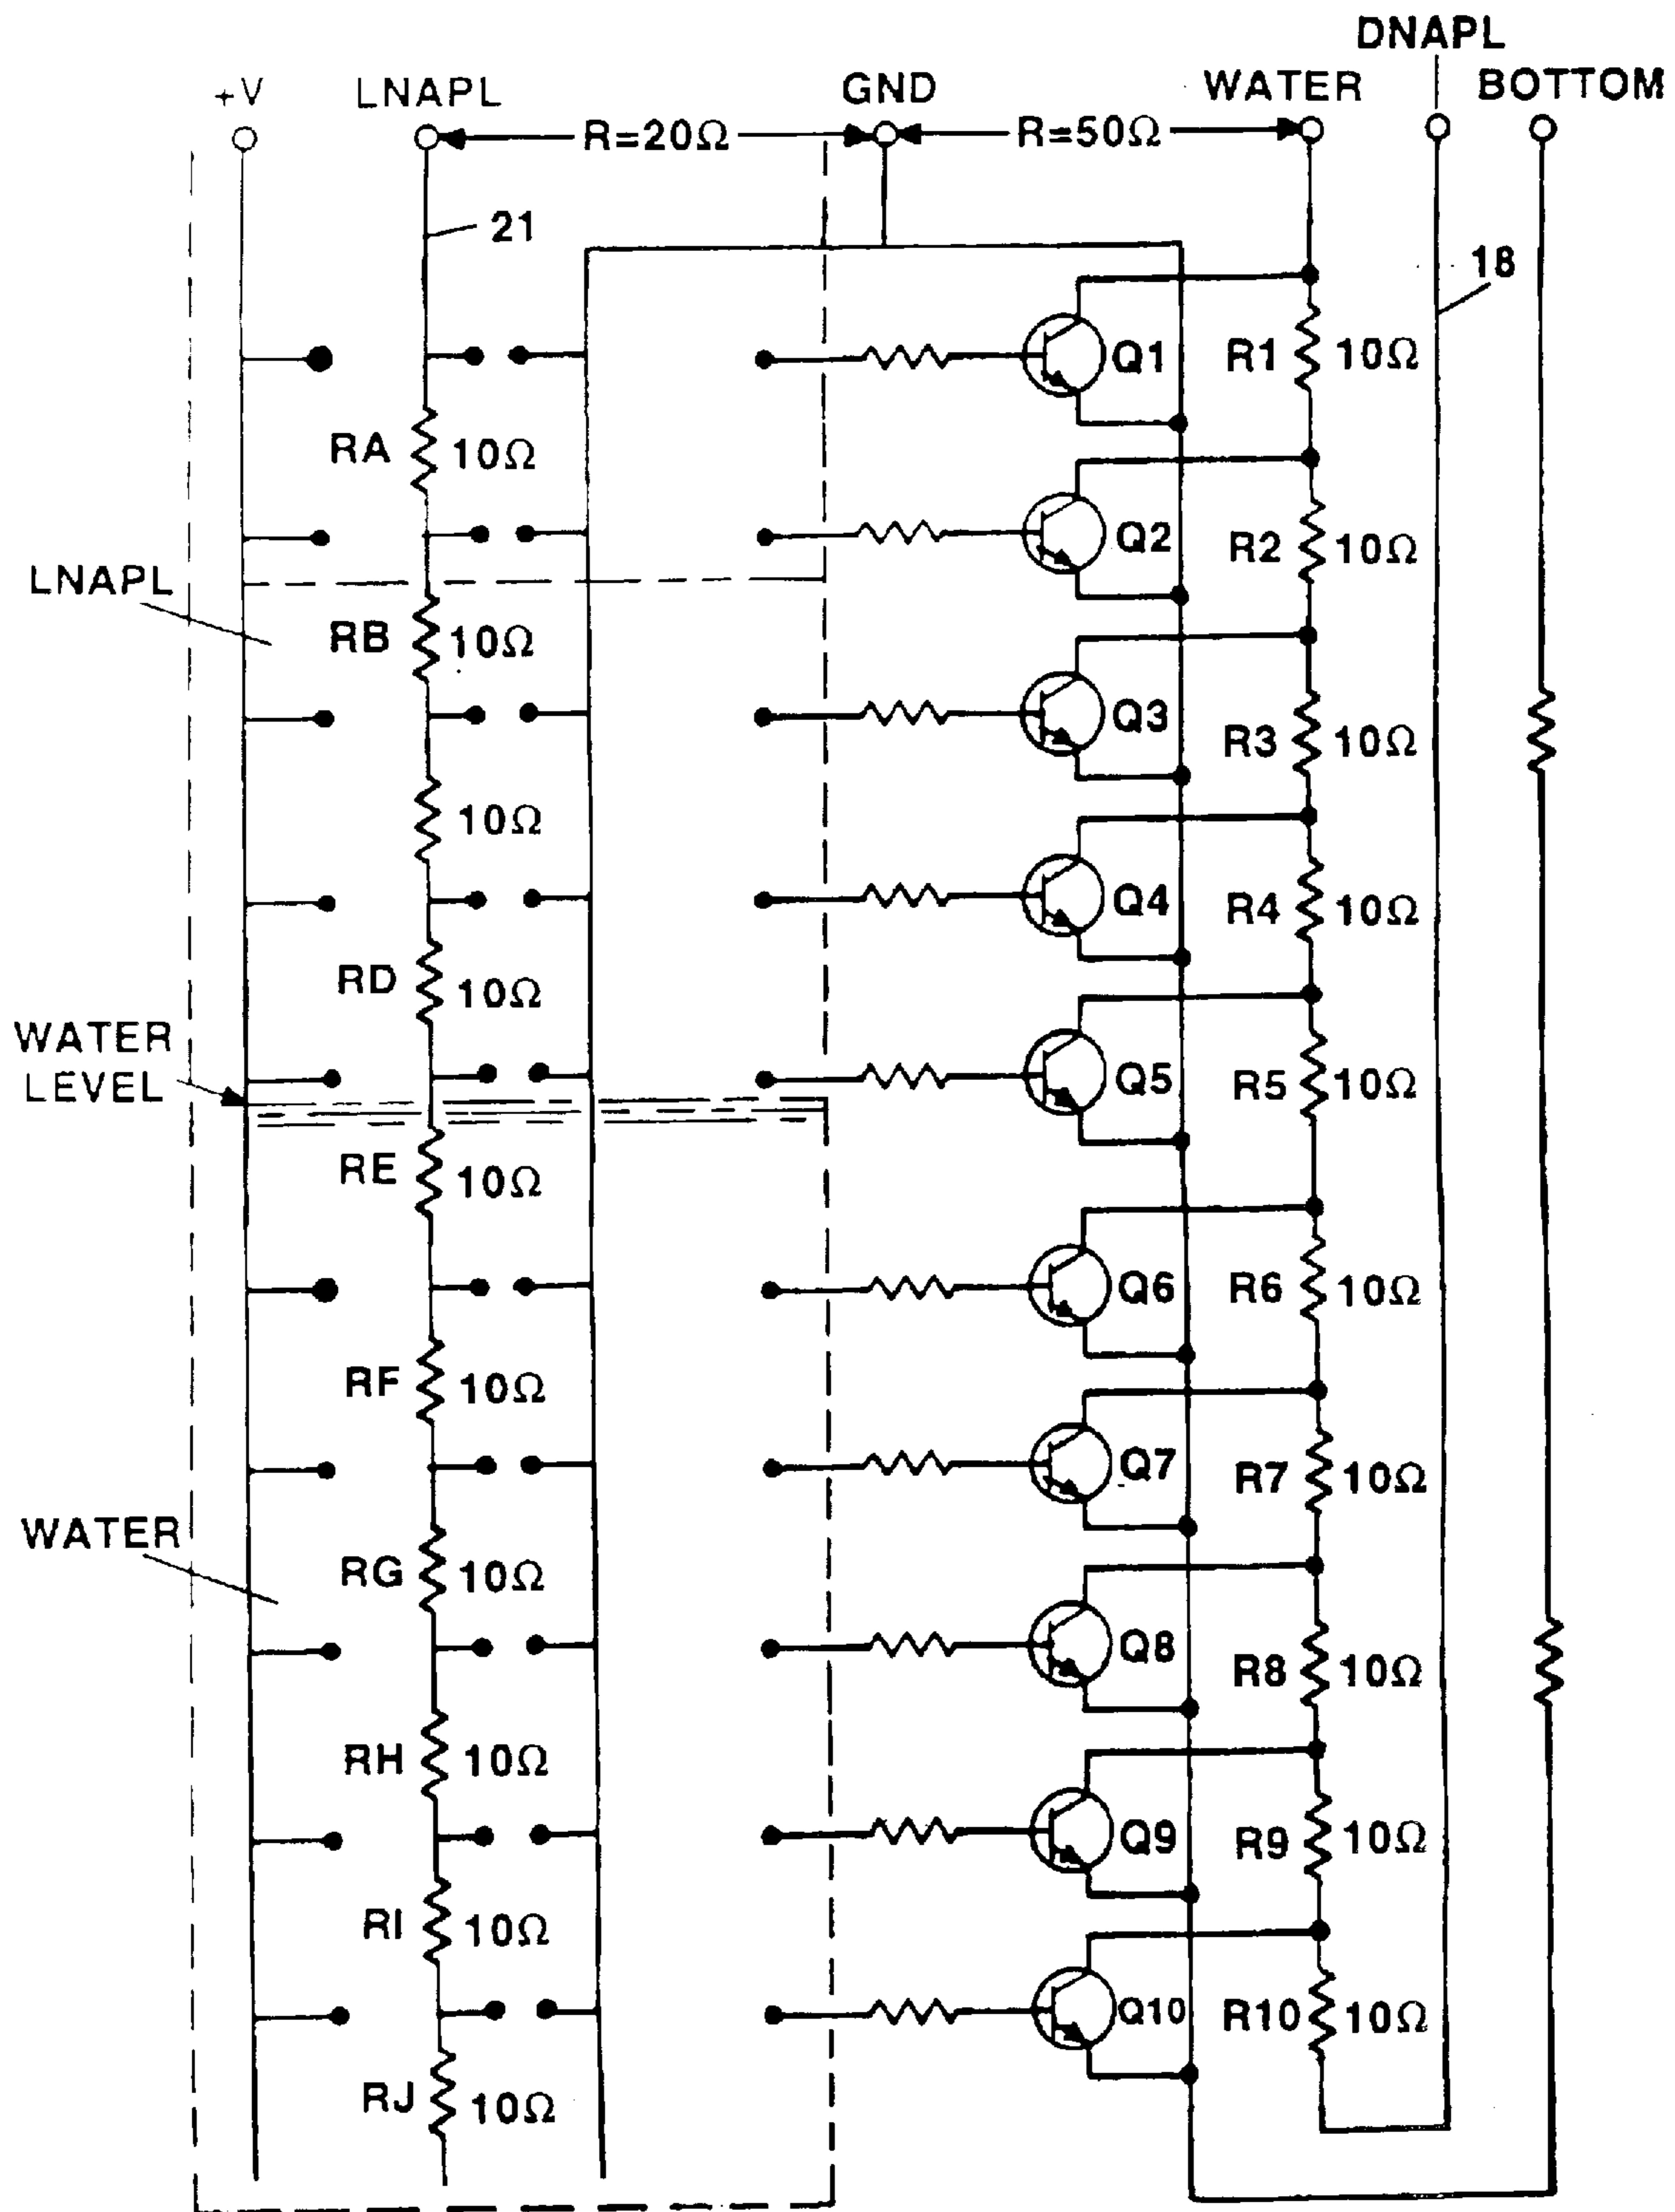 DNAPL
+V LNAPL GND WATER BOTTOM
R=20Ω R=50Ω
21
18
Q1 R1 10Ω
RA 10Ω
Q2 R2 10Ω
LNAPL
RB 10Ω
Q3 R3 10Ω
10Ω
Q4 R4 10Ω
RD 10Ω
WATER
LEVEL
Q5 R5 10Ω
RE 10Ω
Q6 R6 10Ω
RF 10Ω
Q7 R7 10Ω
WATER
RG 10Ω
Q8 R8 10Ω
RH 10Ω
Q9 R9 10Ω
RI 10Ω
Q10 R10 10Ω
RJ 10Ω